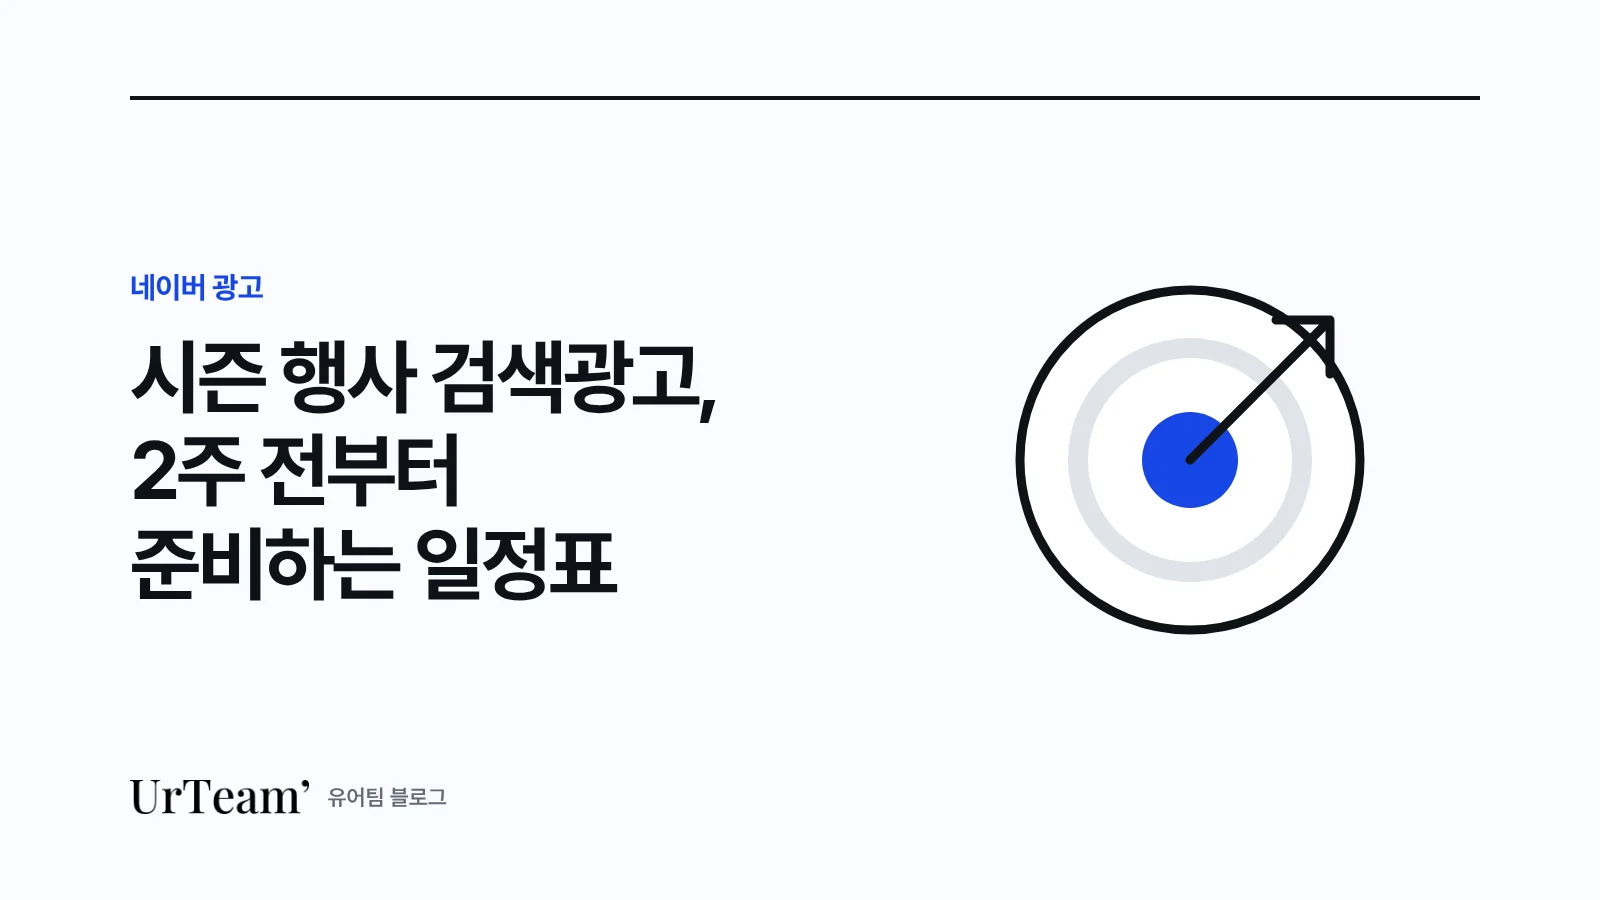 네이버 광고
시즌 행사 검색광고,
2주 전부터
준비하는 일정표
UrTeam’ 유어팀 블로그